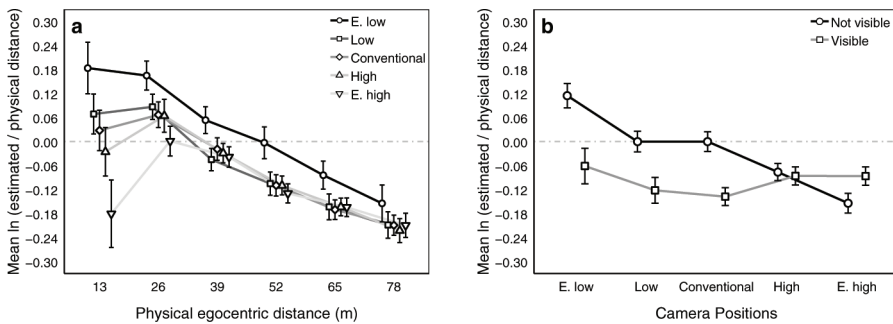 a
E. low
Low
Conventional
High
E. high
Mean ln (estimated / physical distance)
0.30
0.24
0.18
0.12
0.06
0.00
−0.06
−0.12
−0.18
−0.24
−0.30
13 26 39 52 65 78
Physical egocentric distance (m)
b
Not visible
Visible
Mean ln (estimated / physical distance)
0.30
0.24
0.18
0.12
0.06
0.00
−0.06
−0.12
−0.18
−0.24
−0.30
E. low Low Conventional High E. high
Camera Positions